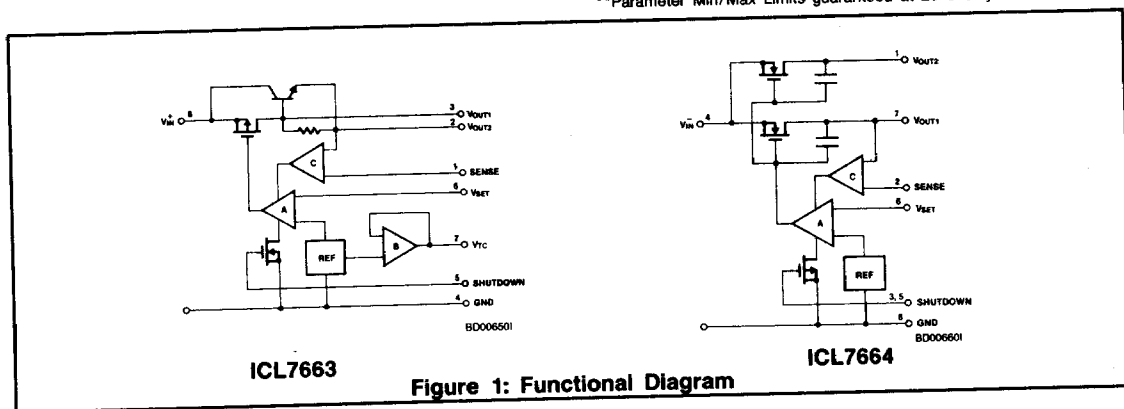 **Parameter Min/Max Limits guaranteed at
1 VOUT2
3 VOUT1
V+IN 8
2 VOUT2
V-IN 4
7 VOUT1
C
1 SENSE
C
2 SENSE
6 VSET
6 VSET
A
A
REF
B
7 VTC
REF
5 SHUTDOWN
3, 5 SHUTDOWN
4 GND
8 GND
BD00650I
BD00660I
ICL7663
ICL7664
Figure 1: Functional Diagram